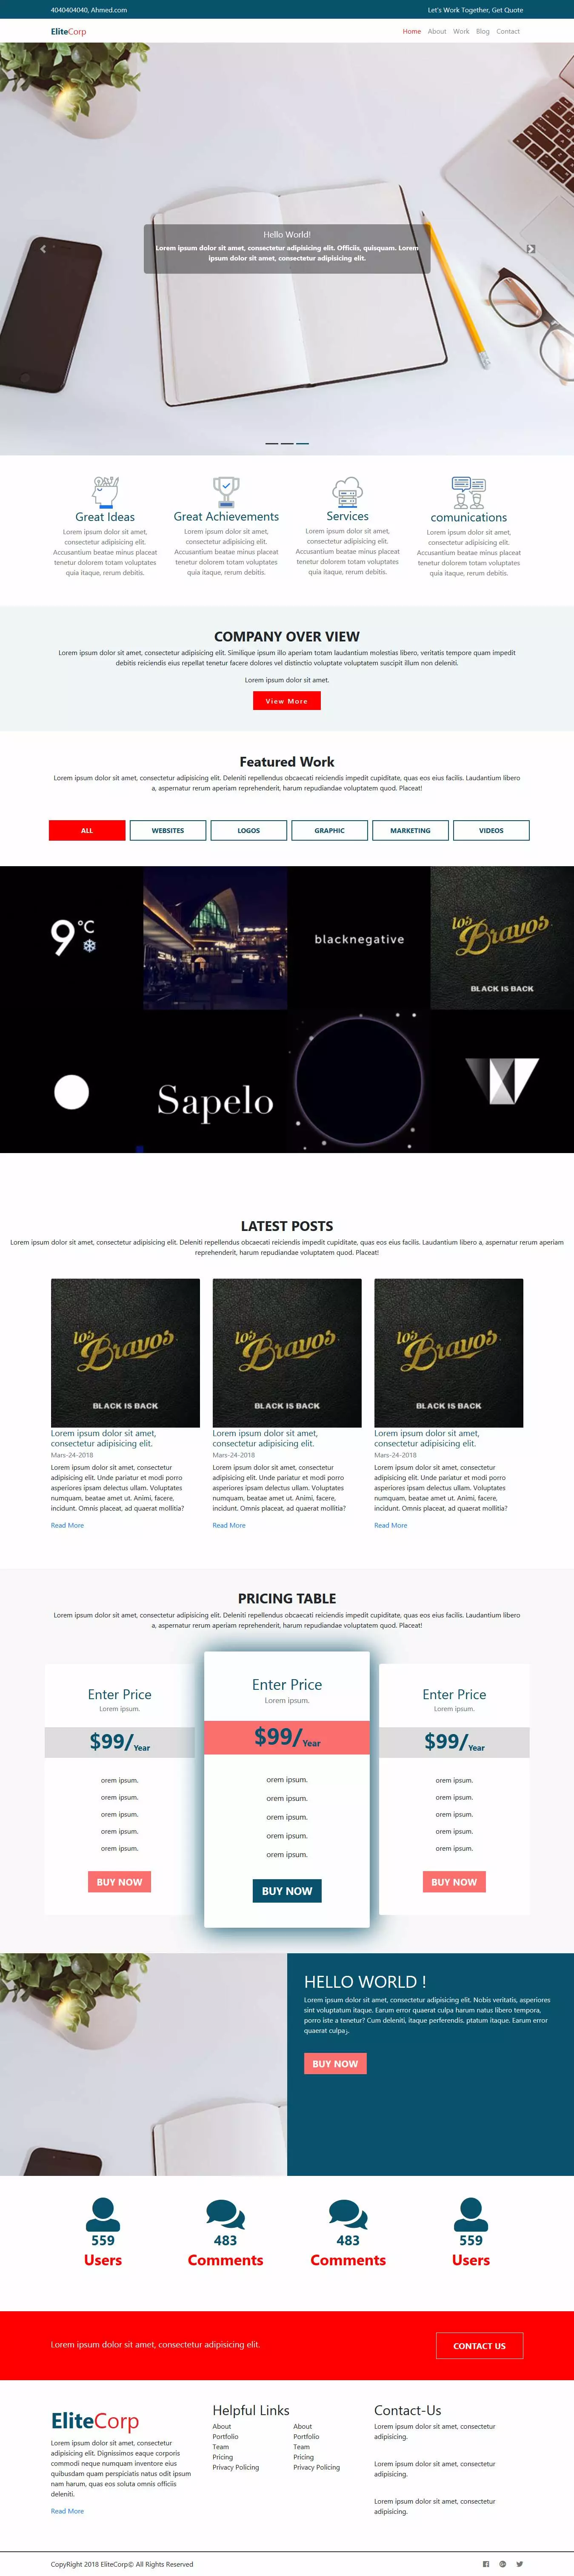 4040404040, Ahmed.com
Let's Work Together, Get Quote
EliteCorp
Home About Work Blog Contact
Hello World!
Lorem ipsum dolor sit amet, consectetur adipisicing elit. Officiis, quisquam. Lorem
ipsum dolor sit amet, consectetur adipisicing elit.
Great Ideas
Lorem ipsum dolor sit amet,
consectetur adipisicing elit.
Accusantium beatae minus placeat
tenetur dolorem totam voluptates
quia itaque, rerum debitis.
Great Achievements
Lorem ipsum dolor sit amet,
consectetur adipisicing elit.
Accusantium beatae minus placeat
tenetur dolorem totam voluptates
quia itaque, rerum debitis.
Services
Lorem ipsum dolor sit amet,
consectetur adipisicing elit.
Accusantium beatae minus placeat
tenetur dolorem totam voluptates
quia itaque, rerum debitis.
comunications
Lorem ipsum dolor sit amet,
consectetur adipisicing elit.
Accusantium beatae minus placeat
tenetur dolorem totam voluptates
quia itaque, rerum debitis.
COMPANY OVER VIEW
Lorem ipsum dolor sit amet, consectetur adipisicing elit. Similique ipsum illo aperiam totam laudantium molestias libero, veritatis tempore quam impedit
debitis reiciendis eius repellat tenetur facere dolores vel distinctio voluptate voluptatem suscipit illum non deleniti.
Lorem ipsum dolor sit amet.
View More
Featured Work
Lorem ipsum dolor sit amet, consectetur adipisicing elit. Deleniti repellendus obcaecati reiciendis impedit cupiditate, quas eos eius facilis. Laudantium libero
a, aspernatur rerum aperiam reprehenderit, harum repudiandae voluptatem quod. Placeat!
ALL
WEBSITES
LOGOS
GRAPHIC
MARKETING
VIDEOS
9°C
blacknegative
los Bravos
BLACK IS BACK
Sapelo
LATEST POSTS
Lorem ipsum dolor sit amet, consectetur adipisicing elit. Deleniti repellendus obcaecati reiciendis impedit cupiditate, quas eos eius facilis. Laudantium libero a, aspernatur rerum aperiam
reprehenderit, harum repudiandae voluptatem quod. Placeat!
los Bravos
BLACK IS BACK
Lorem ipsum dolor sit amet,
consectetur adipisicing elit.
Mars-24-2018
Lorem ipsum dolor sit amet, consectetur
adipisicing elit. Unde pariatur et modi porro
asperiores ipsam delectus ullam. Voluptates
numquam, beatae amet ut. Animi, facere,
incidunt. Omnis placeat, ad quaerat mollitia?
Read More
los Bravos
BLACK IS BACK
Lorem ipsum dolor sit amet,
consectetur adipisicing elit.
Mars-24-2018
Lorem ipsum dolor sit amet, consectetur
adipisicing elit. Unde pariatur et modi porro
asperiores ipsam delectus ullam. Voluptates
numquam, beatae amet ut. Animi, facere,
incidunt. Omnis placeat, ad quaerat mollitia?
Read More
los Bravos
BLACK IS BACK
Lorem ipsum dolor sit amet,
consectetur adipisicing elit.
Mars-24-2018
Lorem ipsum dolor sit amet, consectetur
adipisicing elit. Unde pariatur et modi porro
asperiores ipsam delectus ullam. Voluptates
numquam, beatae amet ut. Animi, facere,
incidunt. Omnis placeat, ad quaerat mollitia?
Read More
PRICING TABLE
Lorem ipsum dolor sit amet, consectetur adipisicing elit. Deleniti repellendus obcaecati reiciendis impedit cupiditate, quas eos eius facilis. Laudantium libero
a, aspernatur rerum aperiam reprehenderit, harum repudiandae voluptatem quod. Placeat!
Enter Price
Lorem ipsum.
$99/Year
orem ipsum.
orem ipsum.
orem ipsum.
orem ipsum.
orem ipsum.
BUY NOW
Enter Price
Lorem ipsum.
$99/Year
orem ipsum.
orem ipsum.
orem ipsum.
orem ipsum.
orem ipsum.
BUY NOW
Enter Price
Lorem ipsum.
$99/Year
orem ipsum.
orem ipsum.
orem ipsum.
orem ipsum.
orem ipsum.
BUY NOW
HELLO WORLD !
Lorem ipsum dolor sit amet, consectetur adipisicing elit. Nobis veritatis, asperiores
sint voluptatum itaque. Earum error quaerat culpa harum natus libero tempora,
porro iste a tenetur? Cum deleniti, itaque perferendis. ptatum itaque. Earum error
quaerat culpa,.
BUY NOW
559
Users
483
Comments
483
Comments
559
Users
Lorem ipsum dolor sit amet, consectetur adipisicing elit.
CONTACT US
EliteCorp
Lorem ipsum dolor sit amet, consectetur
adipisicing elit. Dignissimos eaque corporis
commodi neque numquam inventore eius
quibusdam quam perspiciatis natus odit ipsum
nam harum, quas eos soluta omnis officiis
deleniti.
Read More
Helpful Links
About
Portfolio
Team
Pricing
Privacy Policing
About
Portfolio
Team
Pricing
Privacy Policing
Contact-Us
Lorem ipsum dolor sit amet, consectetur
adipisicing.
Lorem ipsum dolor sit amet, consectetur
adipisicing.
Lorem ipsum dolor sit amet, consectetur
adipisicing.
CopyRight 2018 EliteCorp© All Rights Reserved